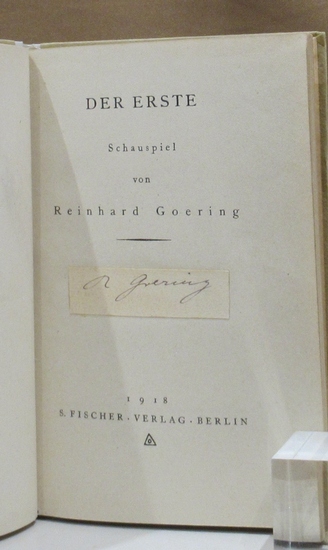 DER ERSTE
Schauspiel
von
Reinhard Goering
R Goering
1918
S. FISCHER · VERLAG · BERLIN